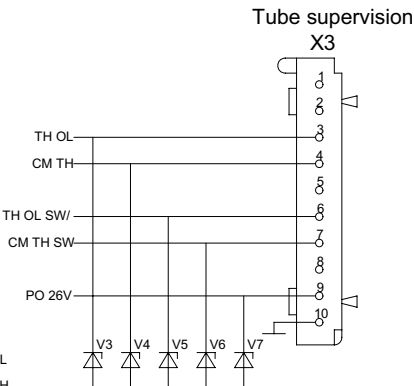 Tube supervision
X3
1
2
TH OL 3
CM TH 4
5
TH OL SW/ 6
CM TH SW 7
8
PO 26V 9
10
V3 V4 V5 V6 V7
L
H